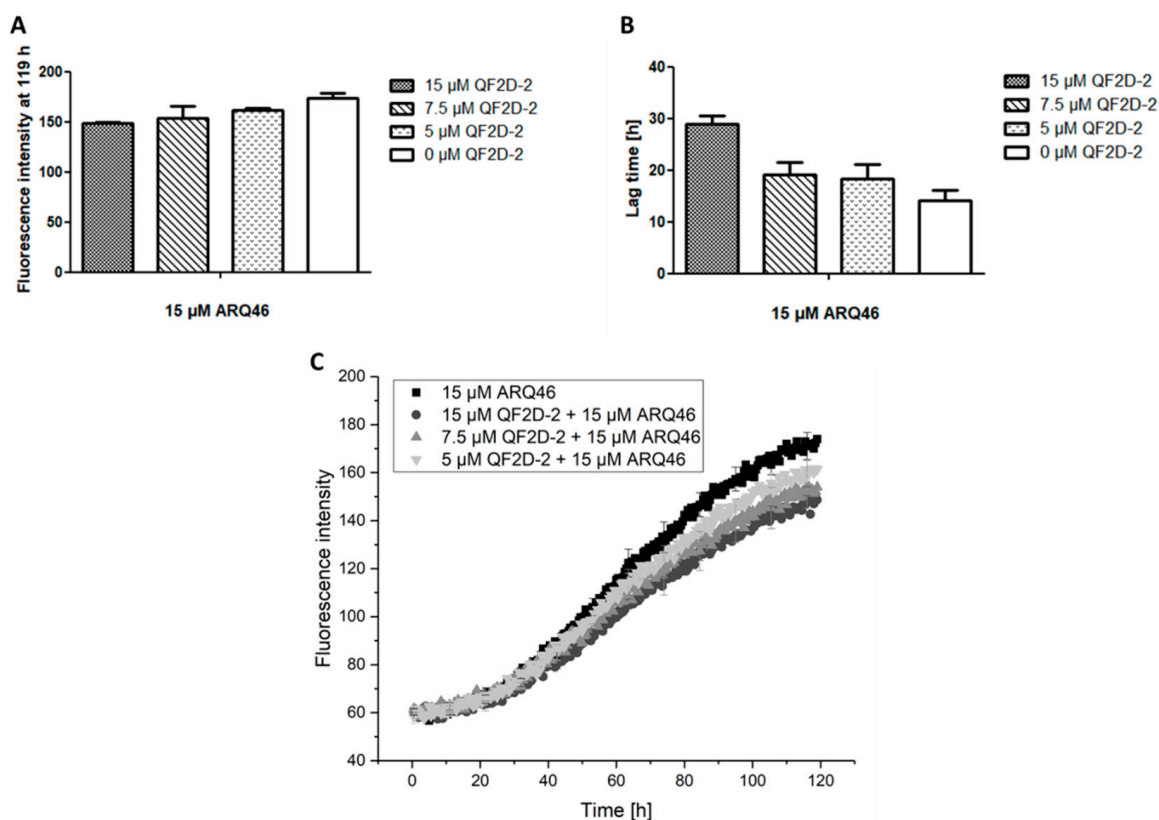 A
Fluorescence intensity at 119 h
200
150
100
50
0
15 µM ARQ46
15 µM QF2D-2
7.5 µM QF2D-2
5 µM QF2D-2
0 µM QF2D-2
B
Lag time [h]
40
30
20
10
0
15 µM ARQ46
15 µM QF2D-2
7.5 µM QF2D-2
5 µM QF2D-2
0 µM QF2D-2
C
Fluorescence intensity
200
180
160
140
120
100
80
60
40
15 µM ARQ46
15 µM QF2D-2 + 15 µM ARQ46
7.5 µM QF2D-2 + 15 µM ARQ46
5 µM QF2D-2 + 15 µM ARQ46
0 20 40 60 80 100 120
Time [h]